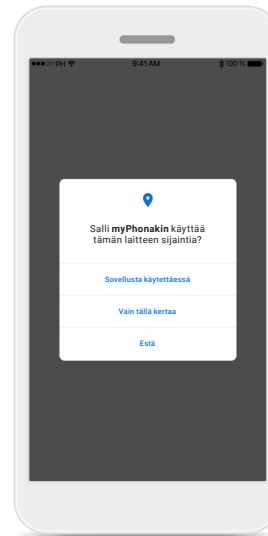 ●●●○○ PH 9:41 AM 100 %
Salli myPhonakin käyttää
tämän laitteen sijaintia?
Sovellusta käytettäessä
Vain tällä kertaa
Estä